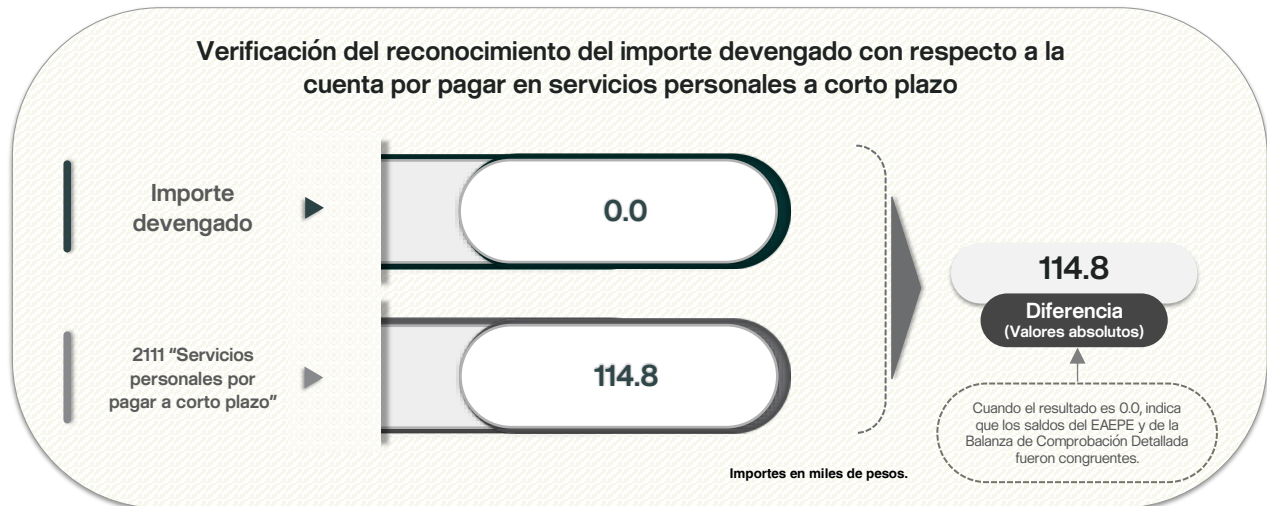 Verificación del reconocimiento del importe devengado con respecto a la
cuenta por pagar en servicios personales a corto plazo
Importe
devengado
0.0
2111 “Servicios
personales por
pagar a corto plazo”
114.8
114.8
Diferencia
(Valores absolutos)
Cuando el resultado es 0.0, indica
que los saldos del EAEPE y de la
Balanza de Comprobación Detallada
fueron congruentes.
Importes en miles de pesos.